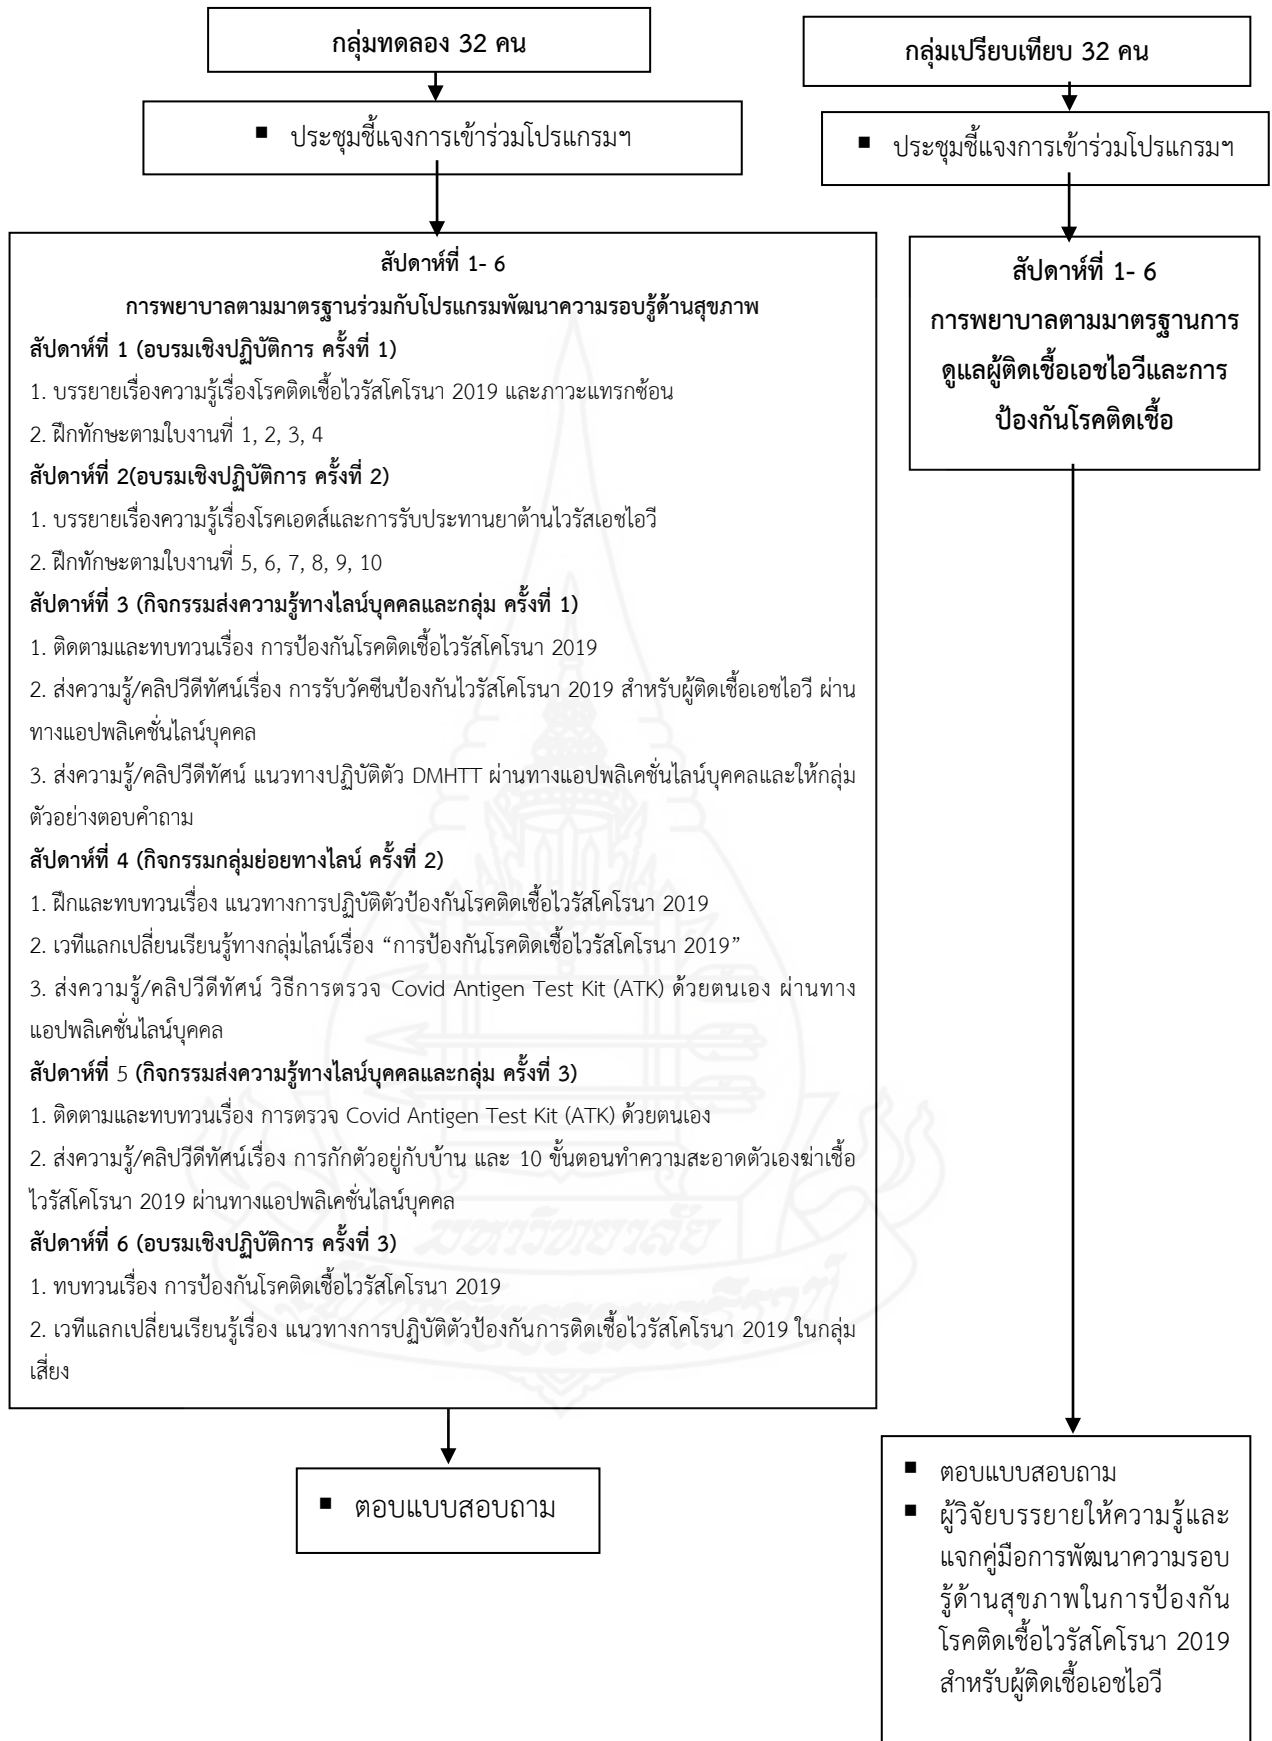 กลุ่มทดลอง 32 คน
■ ประชุมชี้แจงการเข้าร่วมโปรแกรมฯ
สัปดาห์ที่ 1- 6
การพยาบาลตามมาตรฐานร่วมกับโปรแกรมพัฒนาความรอบรู้ด้านสุขภาพ
สัปดาห์ที่ 1 (อบรมเชิงปฏิบัติการ ครั้งที่ 1)
1. บรรยายเรื่องความรู้เรื่องโรคติดเชื้อไวรัสโคโรนา 2019 และภาวะแทรกซ้อน
2. ฝึกทักษะตามใบงานที่ 1, 2, 3, 4
สัปดาห์ที่ 2(อบรมเชิงปฏิบัติการ ครั้งที่ 2)
1. บรรยายเรื่องความรู้เรื่องโรคเอดส์และการรับประทานยาต้านไวรัสเอชไอวี
2. ฝึกทักษะตามใบงานที่ 5, 6, 7, 8, 9, 10
สัปดาห์ที่ 3 (กิจกรรมส่งความรู้ทางไลน์บุคคลและกลุ่ม ครั้งที่ 1)
1. ติดตามและทบทวนเรื่อง การป้องกันโรคติดเชื้อไวรัสโคโรนา 2019
2. ส่งความรู้/คลิปวีดีทัศน์เรื่อง การรับวัคซีนป้องกันไวรัสโคโรนา 2019 สำหรับผู้ติดเชื้อเอชไอวี ผ่าน
ทางแอปพลิเคชั่นไลน์บุคคล
3. ส่งความรู้/คลิปวีดีทัศน์ แนวทางปฏิบัติตัว DMHTT ผ่านทางแอปพลิเคชั่นไลน์บุคคลและให้กลุ่ม
ตัวอย่างตอบคำถาม
สัปดาห์ที่ 4 (กิจกรรมกลุ่มย่อยทางไลน์ ครั้งที่ 2)
1. ฝึกและทบทวนเรื่อง แนวทางการปฏิบัติตัวป้องกันโรคติดเชื้อไวรัสโคโรนา 2019
2. เวทีแลกเปลี่ยนเรียนรู้ทางกลุ่มไลน์เรื่อง “การป้องกันโรคติดเชื้อไวรัสโคโรนา 2019”
3. ส่งความรู้/คลิปวีดีทัศน์ วิธีการตรวจ Covid Antigen Test Kit (ATK) ด้วยตนเอง ผ่านทาง
แอปพลิเคชั่นไลน์บุคคล
สัปดาห์ที่ 5 (กิจกรรมส่งความรู้ทางไลน์บุคคลและกลุ่ม ครั้งที่ 3)
1. ติดตามและทบทวนเรื่อง การตรวจ Covid Antigen Test Kit (ATK) ด้วยตนเอง
2. ส่งความรู้/คลิปวีดีทัศน์เรื่อง การกักตัวอยู่กับบ้าน และ 10 ขั้นตอนทำความสะอาดตัวเองฆ่าเชื้อ
ไวรัสโคโรนา 2019 ผ่านทางแอปพลิเคชั่นไลน์บุคคล
สัปดาห์ที่ 6 (อบรมเชิงปฏิบัติการ ครั้งที่ 3)
1. ทบทวนเรื่อง การป้องกันโรคติดเชื้อไวรัสโคโรนา 2019
2. เวทีแลกเปลี่ยนเรียนรู้เรื่อง แนวทางการปฏิบัติตัวป้องกันการติดเชื้อไวรัสโคโรนา 2019 ในกลุ่ม
เสี่ยง
■ ตอบแบบสอบถาม
กลุ่มเปรียบเทียบ 32 คน
■ ประชุมชี้แจงการเข้าร่วมโปรแกรมฯ
สัปดาห์ที่ 1- 6
การพยาบาลตามมาตรฐานการ
ดูแลผู้ติดเชื้อเอชไอวีและการ
ป้องกันโรคติดเชื้อ
■ ตอบแบบสอบถาม
■ ผู้วิจัยบรรยายให้ความรู้และ
แจกคู่มือการพัฒนาความรอบ
รู้ด้านสุขภาพในการป้องกัน
โรคติดเชื้อไวรัสโคโรนา 2019
สำหรับผู้ติดเชื้อเอชไอวี
มหาวิทยาลัย
สุโขทัยธรรมาธิราช